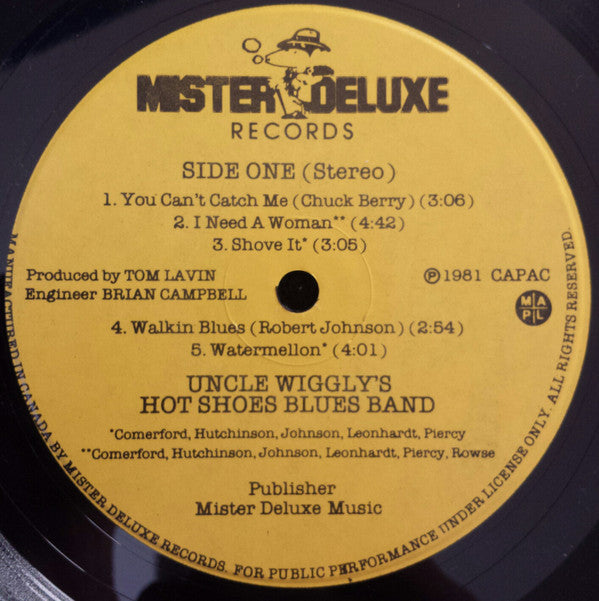 MISTER DELUXE
RECORDS
SIDE ONE (Stereo)
1. You Can't Catch Me (Chuck Berry) (3:06)
2. I Need A Woman** (4:42)
3. Shove It* (3:05)
Produced by TOM LAVIN
Engineer BRIAN CAMPBELL
℗ 1981 CAPAC
M A
P L
4. Walkin Blues (Robert Johnson) (2:54)
5. Watermellon* (4:01)
UNCLE WIGGLY'S
HOT SHOES BLUES BAND
*Comerford, Hutchinson, Johnson, Leonhardt, Piercy
**Comerford, Hutchinson, Johnson, Leonhardt, Piercy, Rowse
Publisher
Mister Deluxe Music
MANUFACTURED IN CANADA BY MISTER DELUXE RECORDS. FOR PUBLIC PERFORMANCE UNDER LICENSE ONLY. ALL RIGHTS RESERVED.